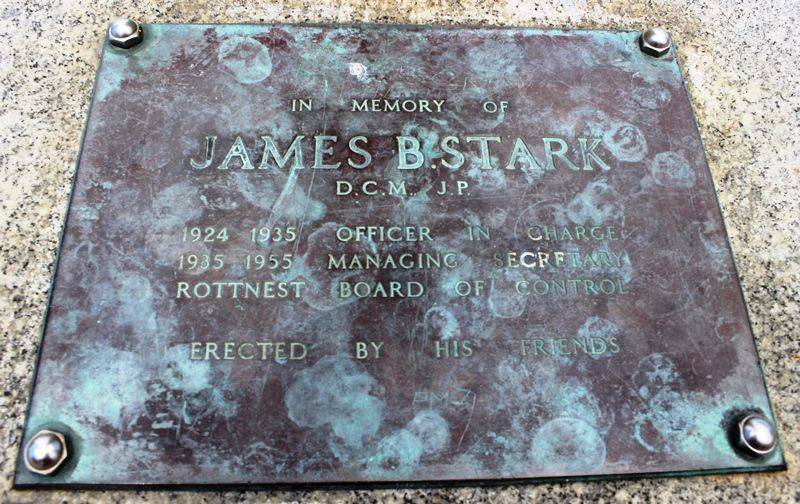 IN MEMORY OF
JAMES B. STARK
D.C.M. J.P.
1924 1935 OFFICER IN CHARGE
1935 1955 MANAGING SECRETARY
ROTTNEST BOARD OF CONTROL
ERECTED BY HIS FRIENDS